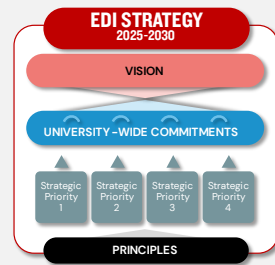 EDI STRATEGY
2025-2030
VISION
UNIVERSITY-WIDE COMMITMENTS
Strategic
Priority
1
Strategic
Priority
2
Strategic
Priority
3
Strategic
Priority
4
PRINCIPLES